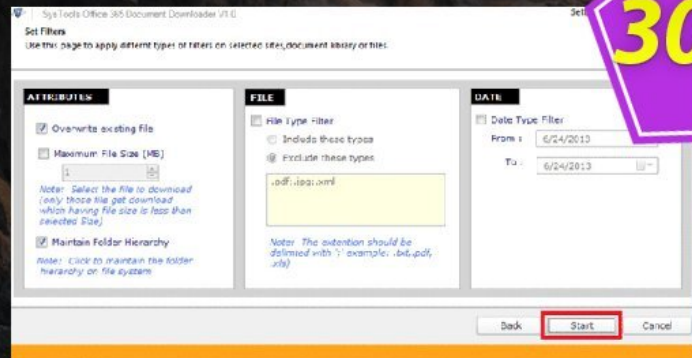 SysTools Office 365 Document Downloader V1.0
Set Filters
Use this page to apply differnt types of filters on selected sites,document library or files.
30
ATTRIBUTES
Overwrite existing file
Maximum File Size (MB)
1
Note: Select the file to download
(only those file get download
which having file size is less than
selected Size)
Maintain Folder Hierarchy
Note: Click to maintain the folder
hierarchy on file system
FILE
File Type Filter
Include these types
Exclude these types
.pdf;.jpg;.xml
Note: The extention should be
delimied with ';' example: .txt,.pdf,
.xls)
DATE
Date Type Filter
From : 6/24/2013
To : 6/24/2013
Back Start Cancel